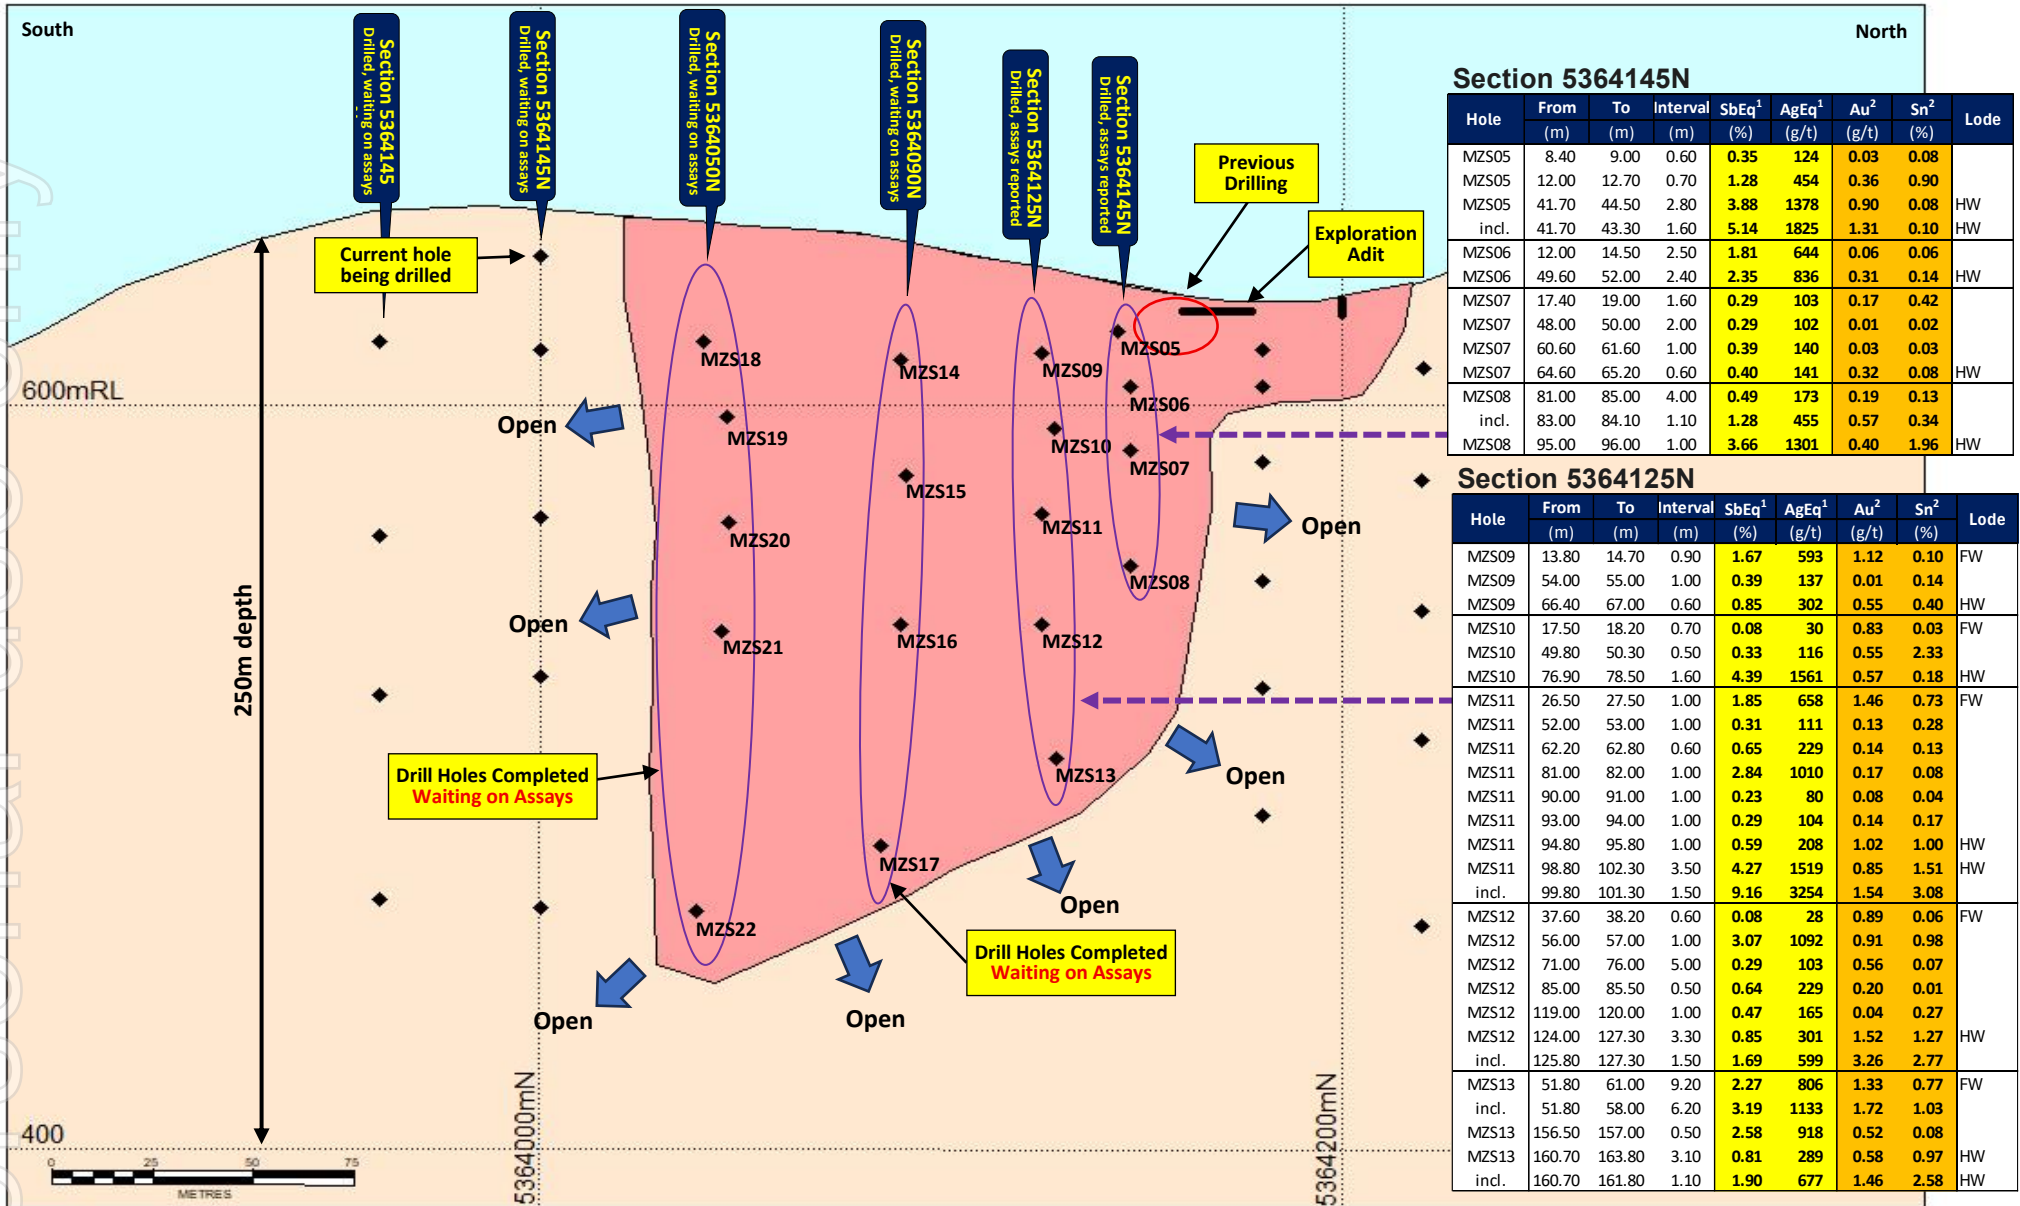 South
North
Section 5364145
Drilled, waiting on assays
Section 5364145N
Drilled, waiting on assays
Section 5364050N
Drilled, waiting on assays
Section 5364090N
Drilled, waiting on assays
Section 5364125N
Drilled, assays reported
Section 5364145N
Drilled, assays reported
Previous
Drilling
Exploration
Adit
Current hole
being drilled
600mRL
400
250m depth
Open
Open
Open
Open
Open
Open
Open
MZS18
MZS19
MZS20
MZS21
MZS22
MZS14
MZS15
MZS16
MZS17
MZS09
MZS10
MZS11
MZS12
MZS13
MZS05
MZS06
MZS07
MZS08
Drill Holes Completed
Waiting on Assays
Drill Holes Completed
Waiting on Assays
5364000mN
5364200mN
0 25 50 75
METRES
Section 5364145N
Hole From To Interval SbEq1 AgEq1 Au2 Sn2 Lode
(m) (m) (m) (%) (g/t) (g/t) (%)
MZS05 8.40 9.00 0.60 0.35 124 0.03 0.08
MZS05 12.00 12.70 0.70 1.28 454 0.36 0.90
MZS05 41.70 44.50 2.80 3.88 1378 0.90 0.08 HW
incl. 41.70 43.30 1.60 5.14 1825 1.31 0.10 HW
MZS06 12.00 14.50 2.50 1.81 644 0.06 0.06
MZS06 49.60 52.00 2.40 2.35 836 0.31 0.14 HW
MZS07 17.40 19.00 1.60 0.29 103 0.17 0.42
MZS07 48.00 50.00 2.00 0.29 102 0.01 0.02
MZS07 60.60 61.60 1.00 0.39 140 0.03 0.03
MZS07 64.60 65.20 0.60 0.40 141 0.32 0.08 HW
MZS08 81.00 85.00 4.00 0.49 173 0.19 0.13
incl. 83.00 84.10 1.10 1.28 455 0.57 0.34
MZS08 95.00 96.00 1.00 3.66 1301 0.40 1.96 HW
Section 5364125N
Hole From To Interval SbEq1 AgEq1 Au2 Sn2 Lode
(m) (m) (m) (%) (g/t) (g/t) (%)
MZS09 13.80 14.70 0.90 1.67 593 1.12 0.10 FW
MZS09 54.00 55.00 1.00 0.39 137 0.01 0.14
MZS09 66.40 67.00 0.60 0.85 302 0.55 0.40 HW
MZS10 17.50 18.20 0.70 0.08 30 0.83 0.03 FW
MZS10 49.80 50.30 0.50 0.33 116 0.55 2.33
MZS10 76.90 78.50 1.60 4.39 1561 0.57 0.18 HW
MZS11 26.50 27.50 1.00 1.85 658 1.46 0.73 FW
MZS11 52.00 53.00 1.00 0.31 111 0.13 0.28
MZS11 62.20 62.80 0.60 0.65 229 0.14 0.13
MZS11 81.00 82.00 1.00 2.84 1010 0.17 0.08
MZS11 90.00 91.00 1.00 0.23 80 0.08 0.04
MZS11 93.00 94.00 1.00 0.29 104 0.14 0.17
MZS11 94.80 95.80 1.00 0.59 208 1.02 1.00 HW
MZS11 98.80 102.30 3.50 4.27 1519 0.85 1.51 HW
incl. 99.80 101.30 1.50 9.16 3254 1.54 3.08
MZS12 37.60 38.20 0.60 0.08 28 0.89 0.06 FW
MZS12 56.00 57.00 1.00 3.07 1092 0.91 0.98
MZS12 71.00 76.00 5.00 0.29 103 0.56 0.07
MZS12 85.00 85.50 0.50 0.64 229 0.20 0.01
MZS12 119.00 120.00 1.00 0.47 165 0.04 0.27
MZS12 124.00 127.30 3.30 0.85 301 1.52 1.27 HW
incl. 125.80 127.30 1.50 1.69 599 3.26 2.77
MZS13 51.80 61.00 9.20 2.27 806 1.33 0.77 FW
incl. 51.80 58.00 6.20 3.19 1133 1.72 1.03
MZS13 156.50 157.00 0.50 2.58 918 0.52 0.08
MZS13 160.70 163.80 3.10 0.81 289 0.58 0.97 HW
incl. 160.70 161.80 1.10 1.90 677 1.46 2.58 HW